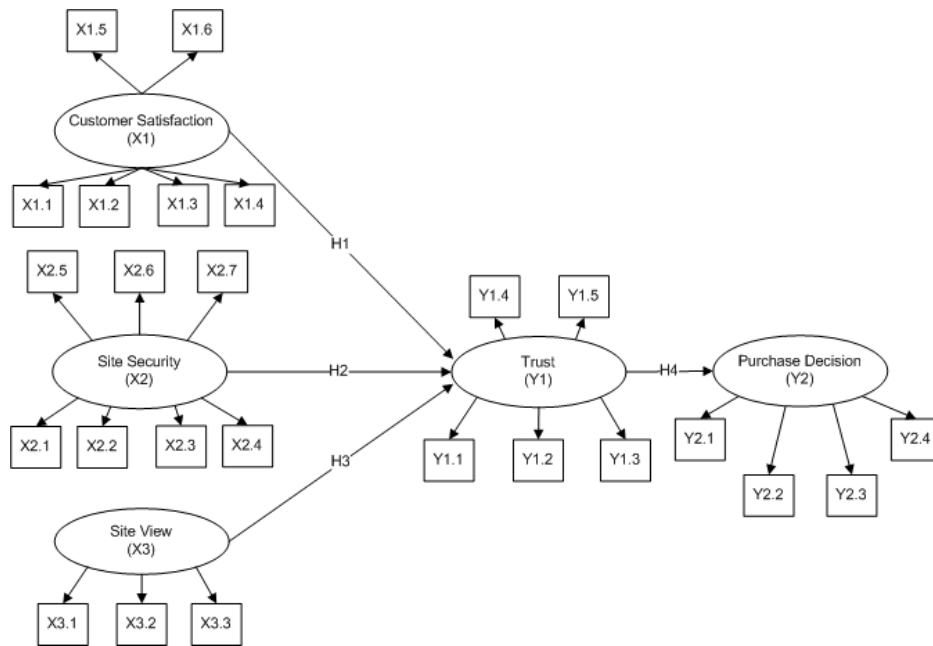 X1.5
X1.6
Customer Satisfaction
(X1)
X1.1
X1.2
X1.3
X1.4
H1
X2.5
X2.6
X2.7
Site Security
(X2)
X2.1
X2.2
X2.3
X2.4
H2
Y1.4
Y1.5
Trust
(Y1)
Y1.1
Y1.2
Y1.3
H4
Purchase Decision
(Y2)
Y2.1
Y2.2
Y2.3
Y2.4
H3
Site View
(X3)
X3.1
X3.2
X3.3